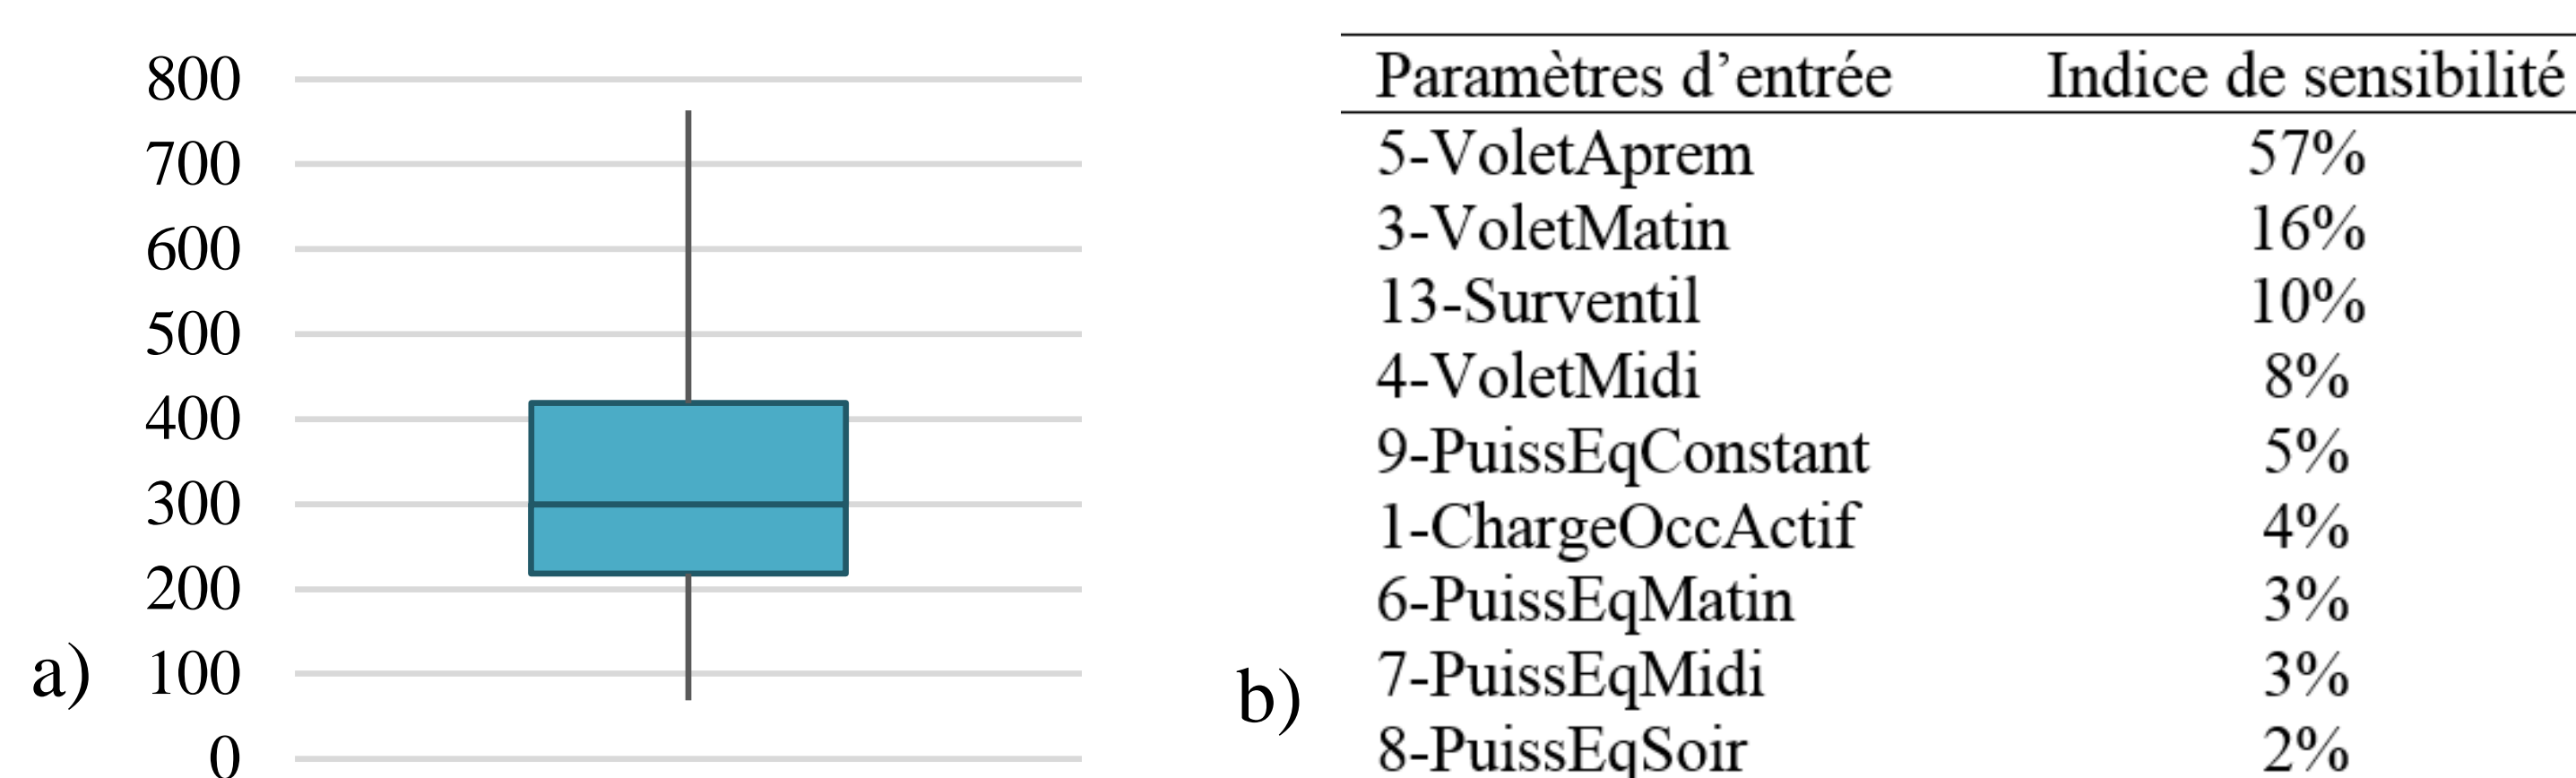 800
700
600
500
400
300
200
100
0
a)
Paramètres d’entrée Indice de sensibilité
5-VoletAprem 57%
3-VoletMatin 16%
13-Surventil 10%
4-VoletMidi 8%
9-PuissEqConstant 5%
1-ChargeOccActif 4%
6-PuissEqMatin 3%
7-PuissEqMidi 3%
8-PuissEqSoir 2%
b)